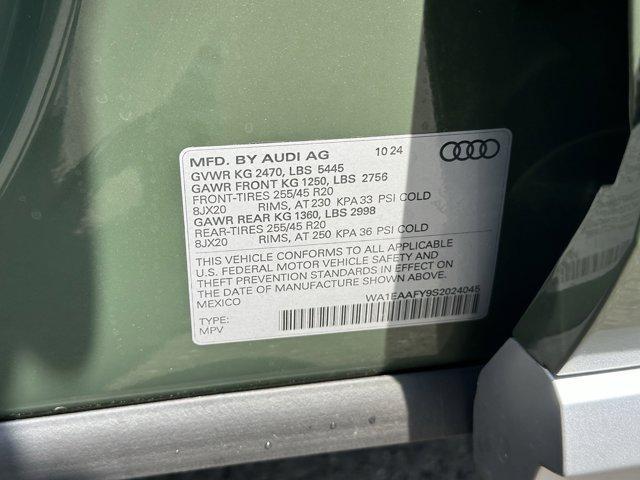 MFD. BY AUDI AG 10 24
GVWR KG 2470, LBS 5445
GAWR FRONT KG 1250, LBS 2756
FRONT-TIRES 255/45 R20
8JX20 RIMS, AT 230 KPA 33 PSI COLD
GAWR REAR KG 1360, LBS 2998
REAR-TIRES 255/45 R20
8JX20 RIMS, AT 250 KPA 36 PSI COLD
THIS VEHICLE CONFORMS TO ALL APPLICABLE
U.S. FEDERAL MOTOR VEHICLE SAFETY AND
THEFT PREVENTION STANDARDS IN EFFECT ON
THE DATE OF MANUFACTURE SHOWN ABOVE.
MEXICO
WA1EAAFY9S2024045
TYPE:
MPV